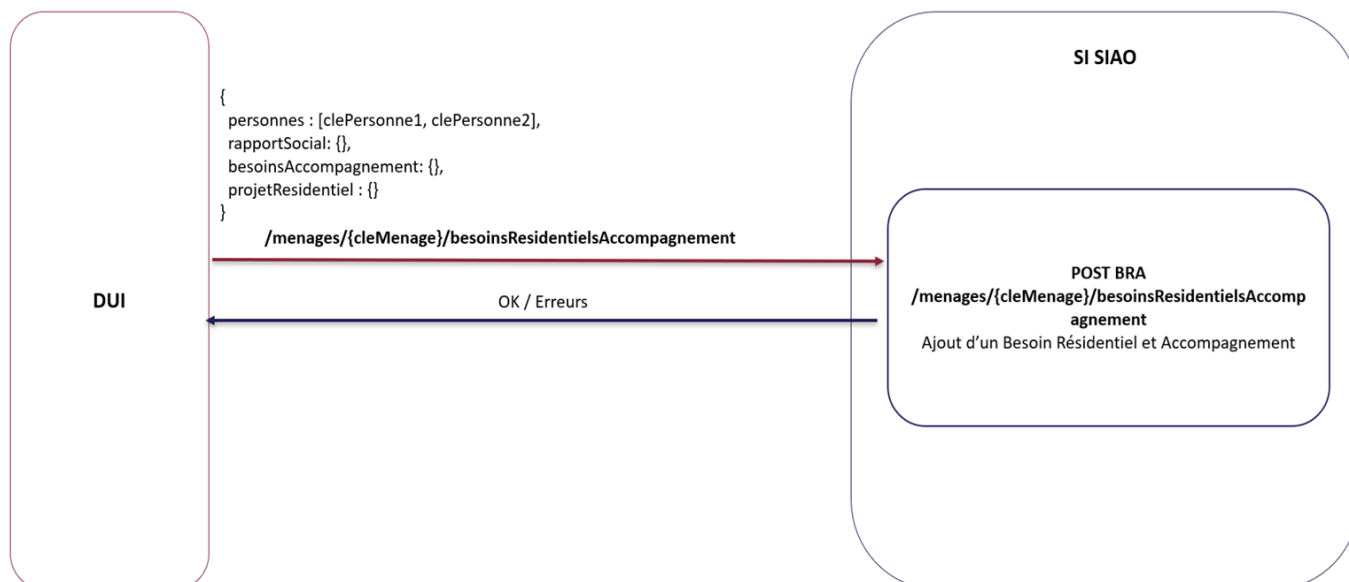 SI SIAO
{
personnes : [clePersonne1, clePersonne2],
rapportSocial: {},
besoinsAccompagnement: {},
projetResidentiel : {}
}
/menages/{cleMenage}/besoinsResidentielsAccompagnement
DUI
OK / Erreurs
POST BRA
/menages/{cleMenage}/besoinsResidentielsAccomp
agnement
Ajout d'un Besoin Résidentiel et Accompagnement